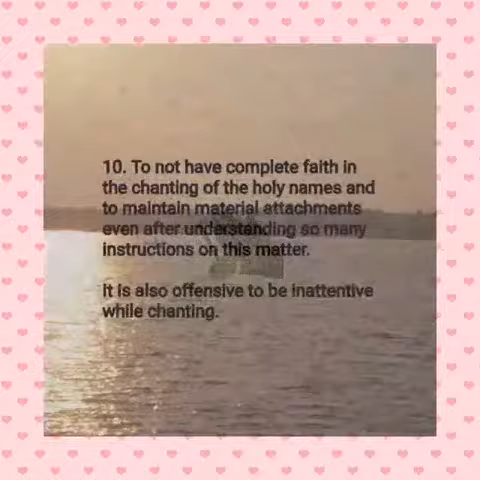 10. To not have complete faith in
the chanting of the holy names and
to maintain material attachments
even after understanding so many
instructions on this matter.
It is also offensive to be inattentive
while chanting.